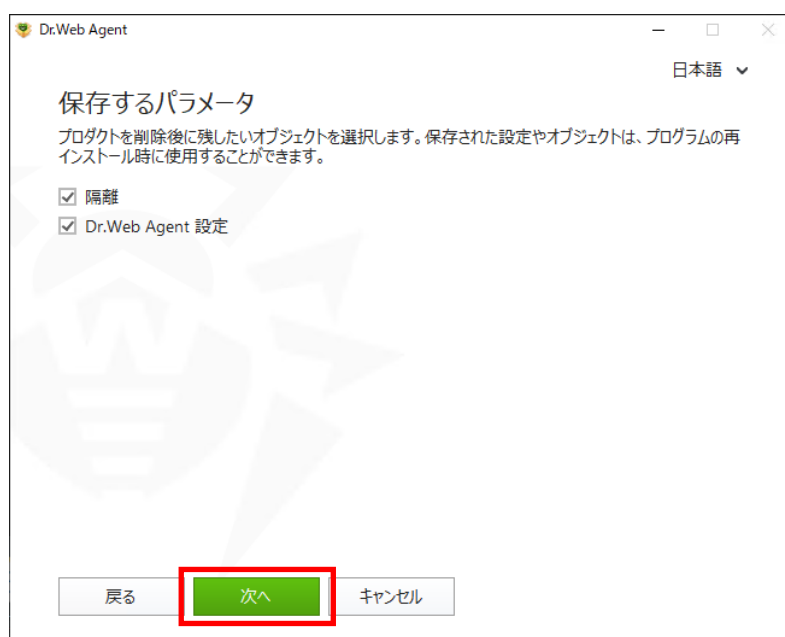 Dr.Web Agent
日本語
保存するパラメータ
プロダクトを削除後に残したいオブジェクトを選択します。保存された設定やオブジェクトは、プログラムの再
インストール時に使用することができます。
隔離
Dr.Web Agent 設定
戻る
次へ
キャンセル